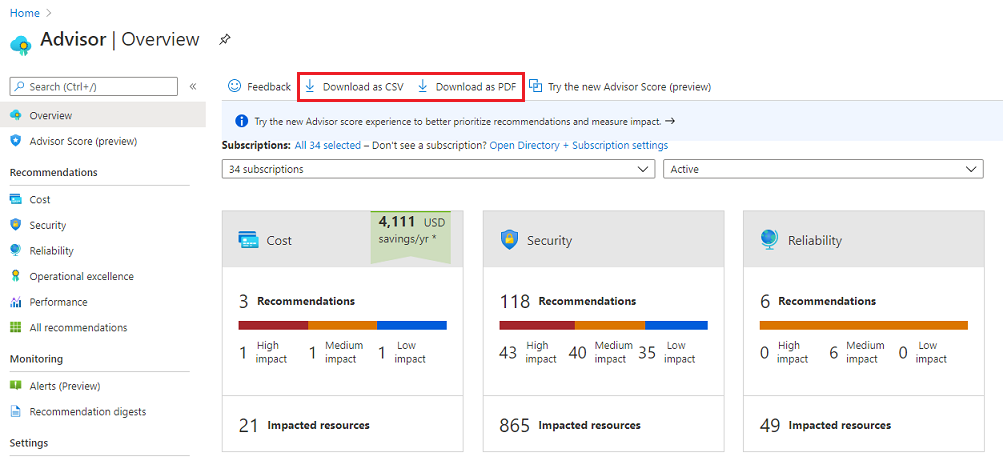 Home
Advisor | Overview
Search (Ctrl+/)
«
Overview
Advisor Score (preview)
Recommendations
Cost
Security
Reliability
Operational excellence
Performance
All recommendations
Monitoring
Alerts (Preview)
Recommendation digests
Settings
Feedback Download as CSV Download as PDF Try the new Advisor Score (preview)
Try the new Advisor score experience to better prioritize recommendations and measure impact. →
Subscriptions: All 34 selected – Don't see a subscription? Open Directory + Subscription settings
34 subscriptions Active
Cost
4,111 USD
savings/yr *
3 Recommendations
1 High impact 1 Medium impact 1 Low impact
21 Impacted resources
Security
118 Recommendations
43 High impact 40 Medium impact 35 Low impact
865 Impacted resources
Reliability
6 Recommendations
0 High impact 6 Medium impact 0 Low impact
49 Impacted resources